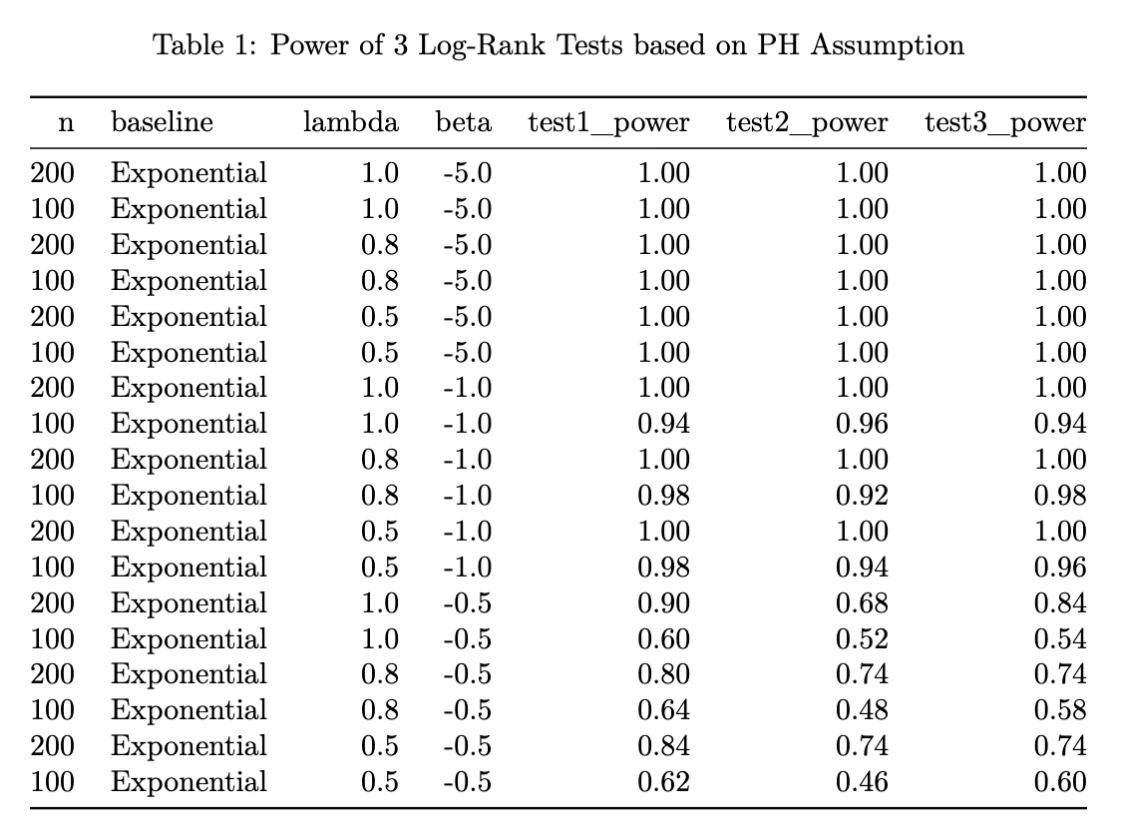 Table 1: Power of 3 Log-Rank Tests based on PH Assumption
n baseline lambda beta test1_power test2_power test3_power
200 Exponential 1.0 -5.0 1.00 1.00 1.00
100 Exponential 1.0 -5.0 1.00 1.00 1.00
200 Exponential 0.8 -5.0 1.00 1.00 1.00
100 Exponential 0.8 -5.0 1.00 1.00 1.00
200 Exponential 0.5 -5.0 1.00 1.00 1.00
100 Exponential 0.5 -5.0 1.00 1.00 1.00
200 Exponential 1.0 -1.0 1.00 1.00 1.00
100 Exponential 1.0 -1.0 0.94 0.96 0.94
200 Exponential 0.8 -1.0 1.00 1.00 1.00
100 Exponential 0.8 -1.0 0.98 0.92 0.98
200 Exponential 0.5 -1.0 1.00 1.00 1.00
100 Exponential 0.5 -1.0 0.98 0.94 0.96
200 Exponential 1.0 -0.5 0.90 0.68 0.84
100 Exponential 1.0 -0.5 0.60 0.52 0.54
200 Exponential 0.8 -0.5 0.80 0.74 0.74
100 Exponential 0.8 -0.5 0.64 0.48 0.58
200 Exponential 0.5 -0.5 0.84 0.74 0.74
100 Exponential 0.5 -0.5 0.62 0.46 0.60